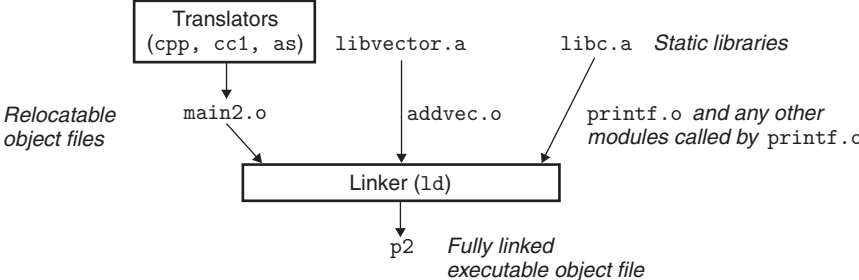 Translators
(cpp, cc1, as)
libvector.a
libc.a Static libraries
Relocatable
object files
main2.o
addvec.o
printf.o and any other
modules called by printf.o
Linker (ld)
p2
Fully linked
executable object file